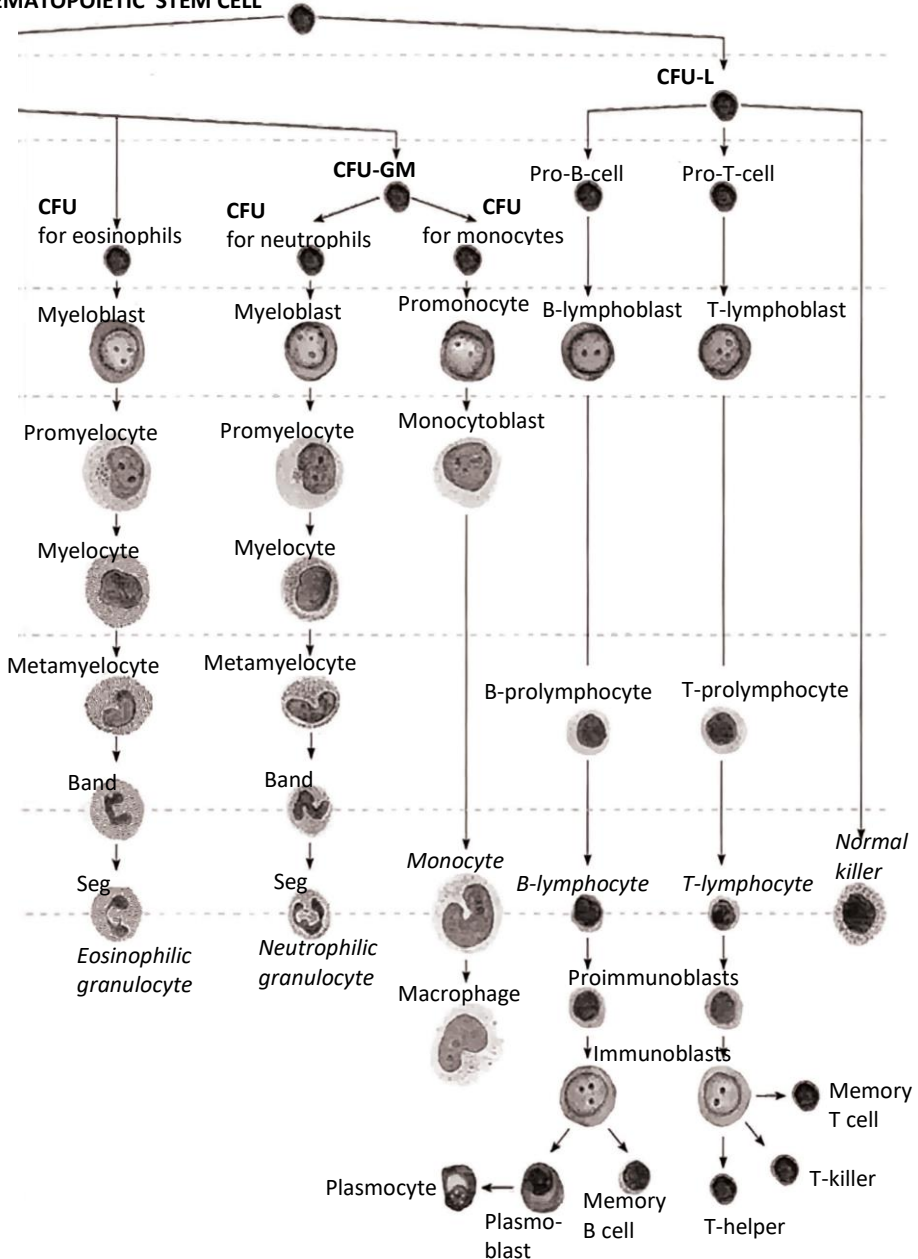 STEM CELL
CFU-L
CFU-GM
Pro-B-cell
Pro-T-cell
CFU
for eosinophils
CFU
for neutrophils
CFU
for monocytes
Myeloblast
Myeloblast
Promonocyte
B-lymphoblast
T-lymphoblast
Promyelocyte
Promyelocyte
Monocytoblast
Myelocyte
Myelocyte
Metamyelocyte
Metamyelocyte
B-prolymphocyte
T-prolymphocyte
Band
Band
Seg
Eosinophilic
granulocyte
Seg
Neutrophilic
granulocyte
Monocyte
B-lymphocyte
T-lymphocyte
Normal
killer
Macrophage
Proimmunoblasts
Immunoblasts
Memory
T cell
Plasmocyte
Plasmo-
blast
Memory
B cell
T-helper
T-killer